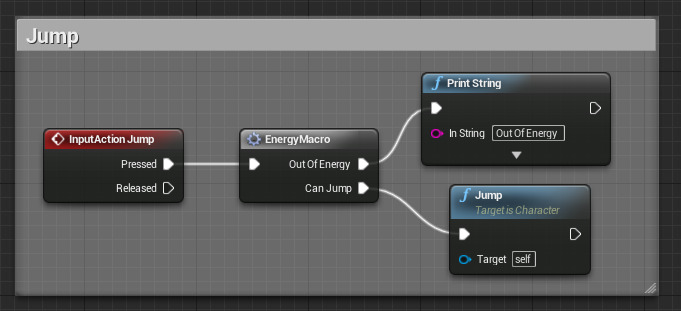 Jump
InputAction Jump
Pressed
Released
EnergyMacro
Out Of Energy
Can Jump
f Print String
In String Out Of Energy
f Jump
Target is Character
Target self